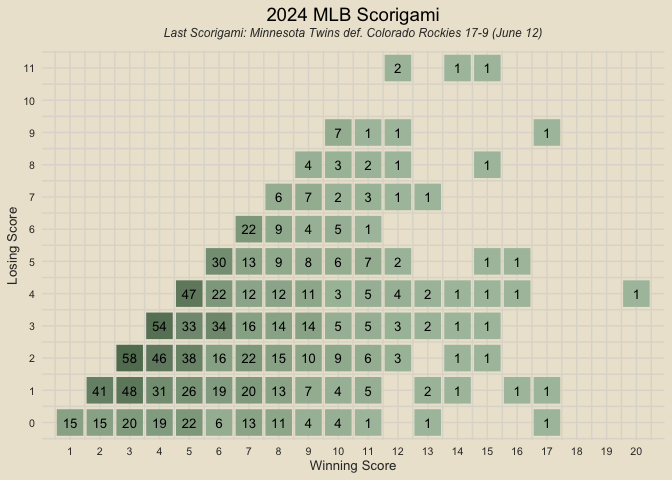 2024 MLB Scorigami
Last Scorigami: Minnesota Twins def. Colorado Rockies 17-9 (June 12)
11 2 1 1
10
9 7 1 1 1
8 4 3 2 1 1
7 6 7 2 3 1 1
6 22 9 4 5 1
5 30 13 9 8 6 7 2 1 1
4 47 22 12 12 11 3 5 4 2 1 1 1 1
3 54 33 34 16 14 14 5 5 3 2 1 1
2 58 46 38 16 22 15 10 9 6 3 1 1
1 41 48 31 26 19 20 13 7 4 5 2 1 1 1
0 15 15 20 19 22 6 13 11 4 4 1 1 1
Losing Score
1 2 3 4 5 6 7 8 9 10 11 12 13 14 15 16 17 18 19 20
Winning Score